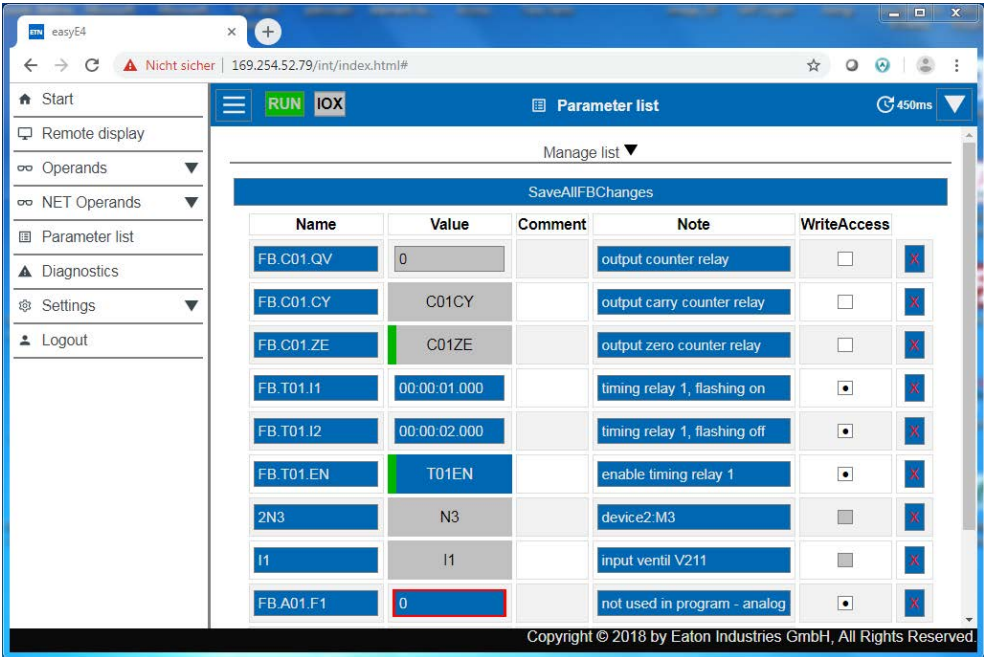 ETN easyE4
Nicht sicher | 169.254.52.79/int/index.html#
Start
Remote display
Operands
NET Operands
Parameter list
Diagnostics
Settings
Logout
RUN IOX Parameter list 450ms
Manage list
SaveAllFBChanges
Name Value Comment Note WriteAccess
FB.C01.QV 0 output counter relay X
FB.C01.CY C01CY output carry counter relay X
FB.C01.ZE C01ZE output zero counter relay X
FB.T01.I1 00:00:01.000 timing relay 1, flashing on X
FB.T01.I2 00:00:02.000 timing relay 1, flashing off X
FB.T01.EN T01EN enable timing relay 1 X
2N3 N3 device2:M3 X
I1 I1 input ventil V211 X
FB.A01.F1 0 not used in program - analog X
Copyright © 2018 by Eaton Industries GmbH, All Rights Reserved.